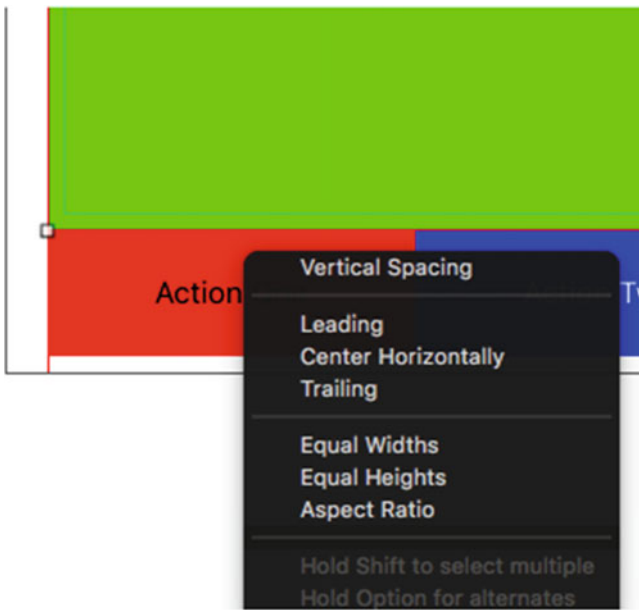 Action
Vertical Spacing
Leading
Center Horizontally
Trailing
Equal Widths
Equal Heights
Aspect Ratio
Hold Shift to select multiple
Hold Option for alternates